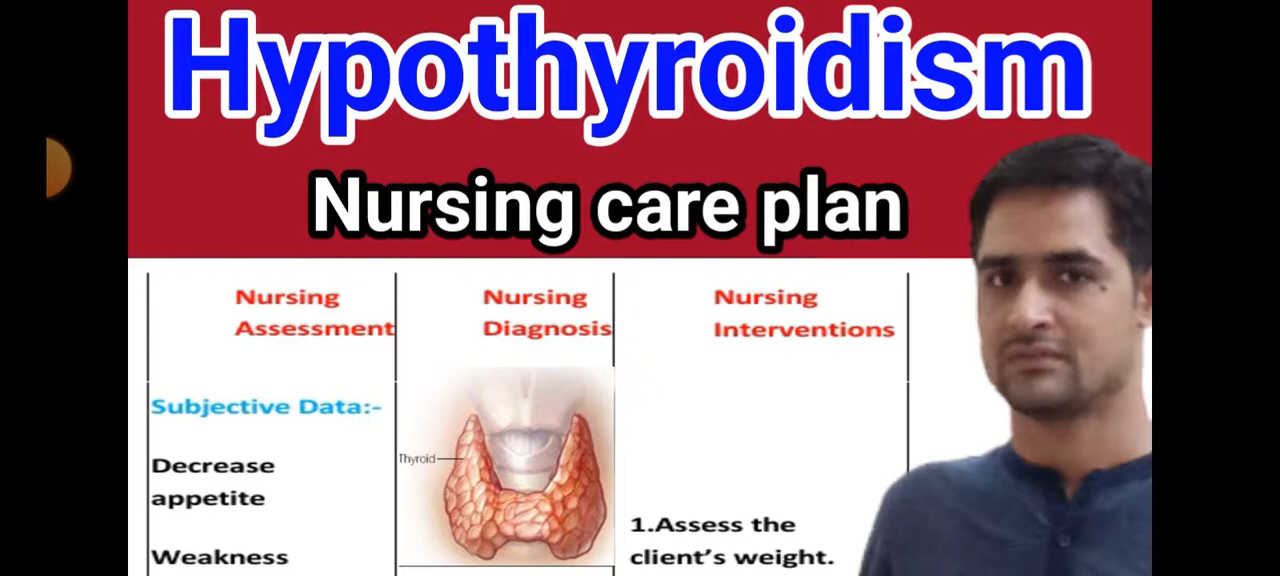 Hypothyroidism
Nursing care plan
Nursing
Assessment
Nursing
Diagnosis
Nursing
Interventions
Subjective Data:-
Decrease
appetite
Weakness
Thyroid
1.Assess the
client's weight.